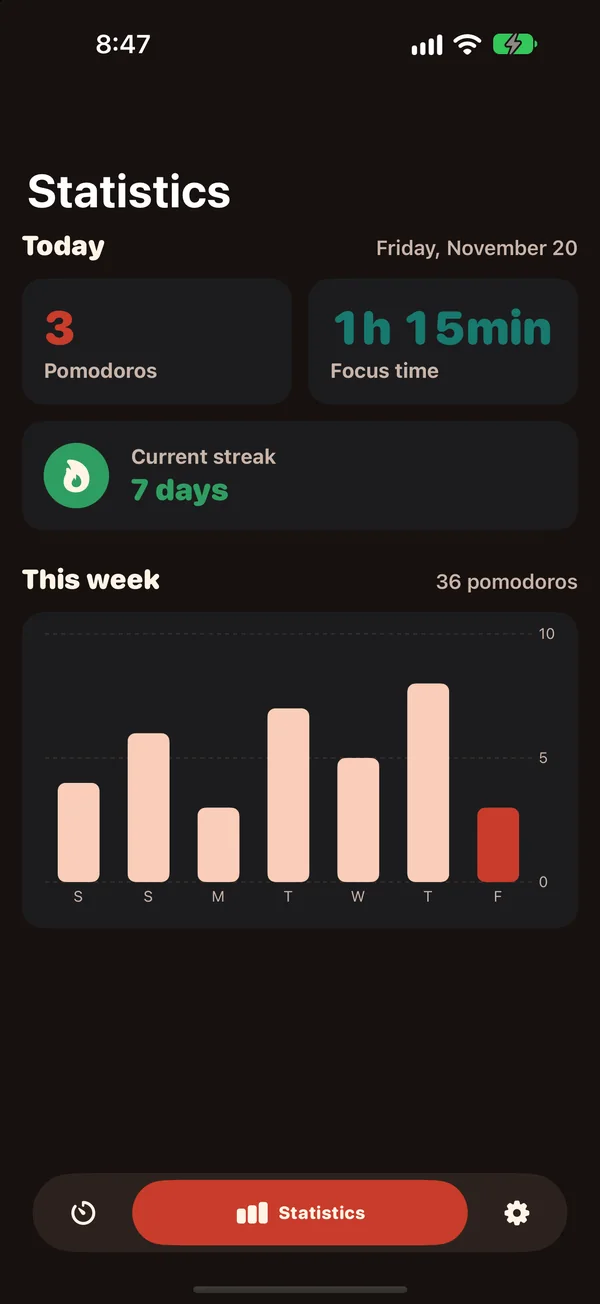 8:47
Statistics
Today
Friday, November 20
3
Pomodoros
1h 15min
Focus time
Current streak
7 days
This week
36 pomodoros
10
5
0
S S M T W T F
Statistics